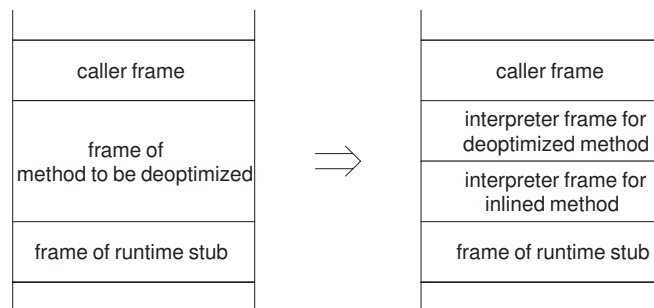 caller frame
frame of
method to be deoptimized
frame of runtime stub
caller frame
interpreter frame for
deoptimized method
interpreter frame for
inlined method
frame of runtime stub